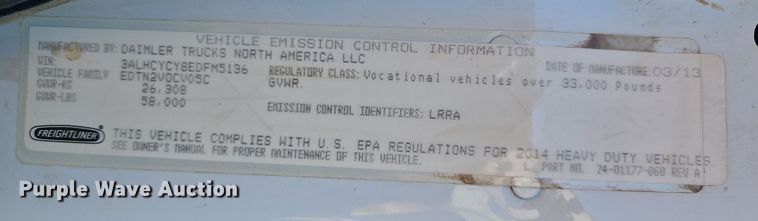 VEHICLE EMISSION CONTROL INFORMATION
MANUFACTURED BY: DAIMLER TRUCKS NORTH AMERICA LLC
DATE OF MANUFACTURE: 03/13
VIN: 3ALHCYCY8EDFM5136
VEHICLE FAMILY EDTN2VOCV05C
REGULATORY CLASS: Vocational vehicles over 33,000 Pounds
GVWR.
GVWR-KG 26,308
GVWR-LBS 58,000
EMISSION CONTROL IDENTIFIERS: LRRA
FREIGHTLINER
THIS VEHICLE COMPLIES WITH U.S. EPA REGULATIONS FOR 2014 HEAVY DUTY VEHICLES
SEE OWNER'S MANUAL FOR PROPER MAINTENANCE OF THIS VEHICLE.
PART NO. 24-01177-060 REV A
Purple Wave Auction